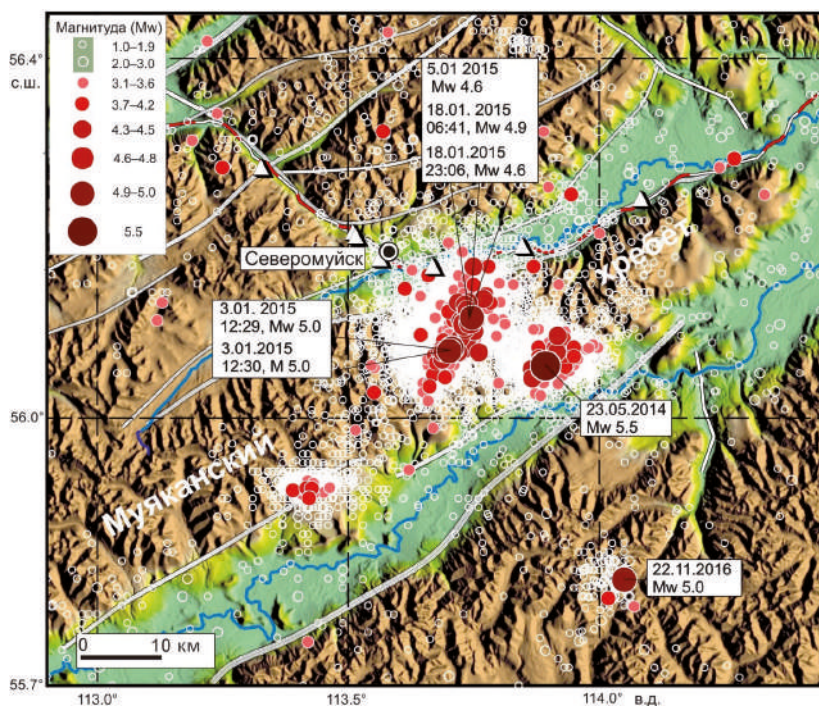 Магнитуда (Mw)
1.0–1.9
2.0–3.0
3.1–3.6
3.7–4.2
4.3–4.5
4.6–4.8
4.9–5.0
5.5
56.4°
с.ш.
5.01 2015
Mw 4.6
18.01. 2015
06:41, Mw 4.9
18.01.2015
23:06, Mw 4.6
Северомуйск
хребет
3.01. 2015
12:29, Mw 5.0
3.01.2015
12:30, M 5.0
56.0°
23.05.2014
Mw 5.5
Муяканский
22.11.2016
Mw 5.0
0 10 км
55.7°
113.0° 113.5° 114.0° в.д.